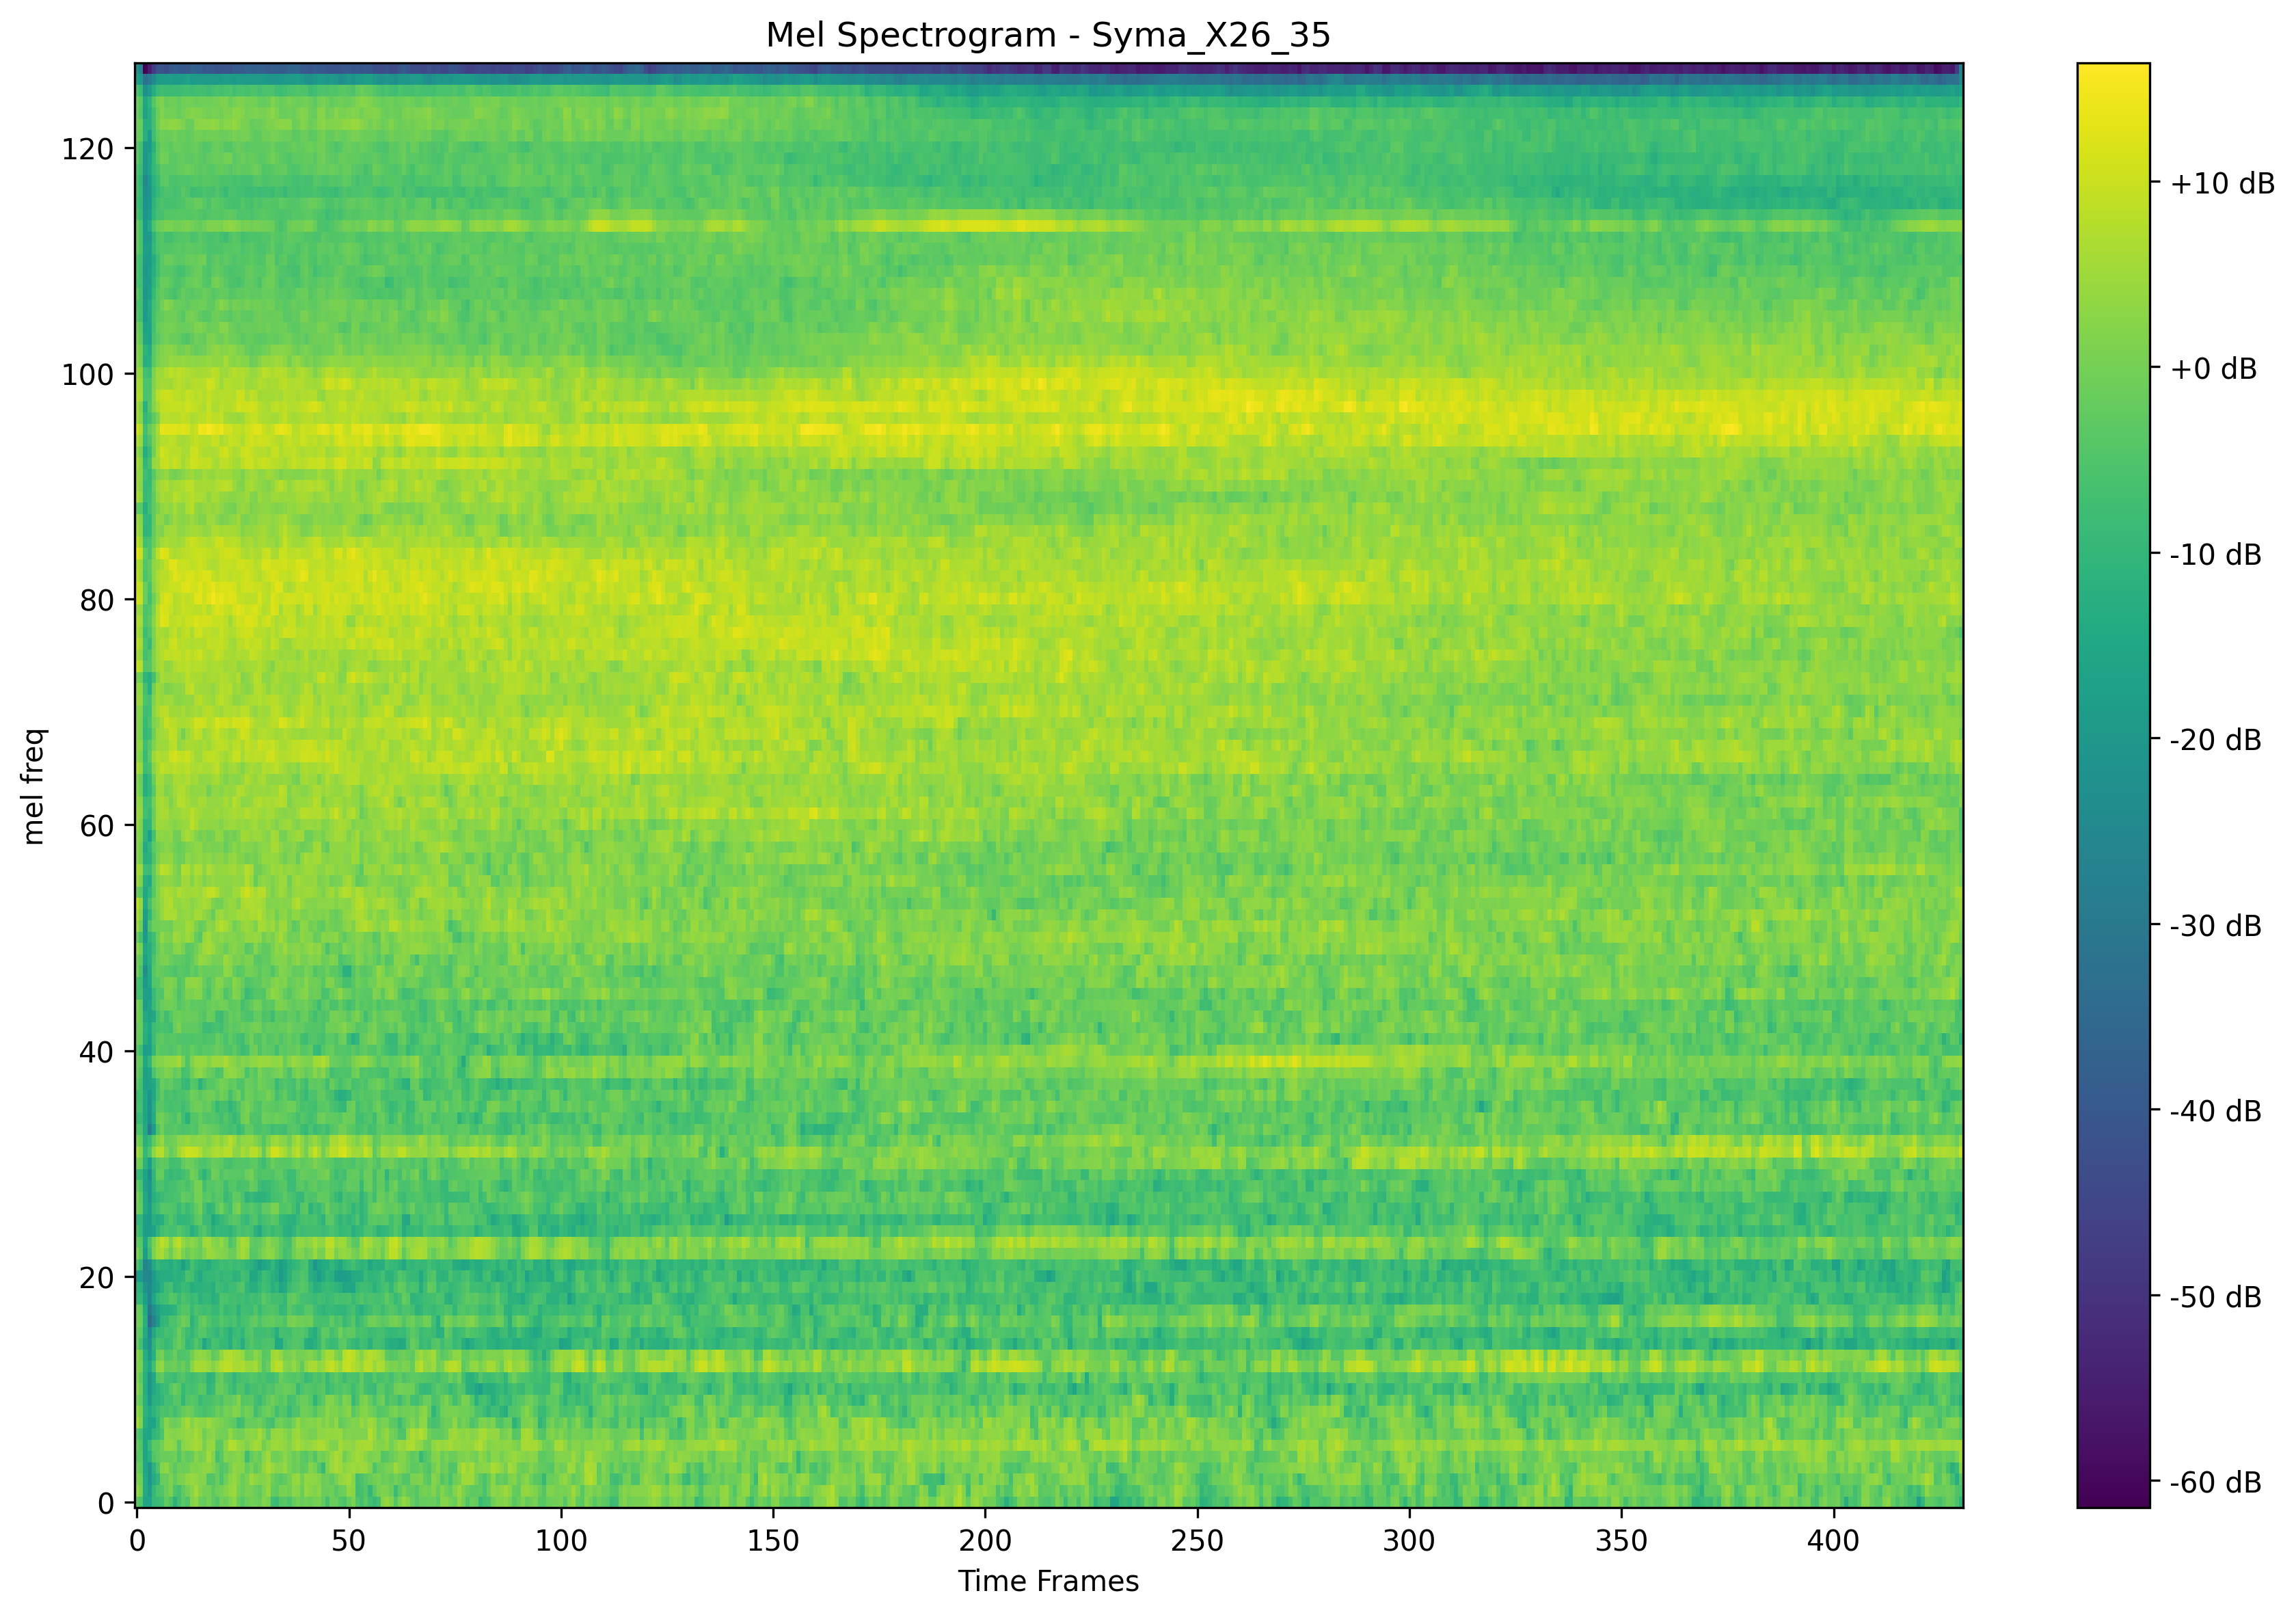 Mel Spectrogram - Syma_X26_35
mel freq
120
100
80
60
40
20
0
0 50 100 150 200 250 300 350 400
Time Frames
+10 dB
+0 dB
-10 dB
-20 dB
-30 dB
-40 dB
-50 dB
-60 dB